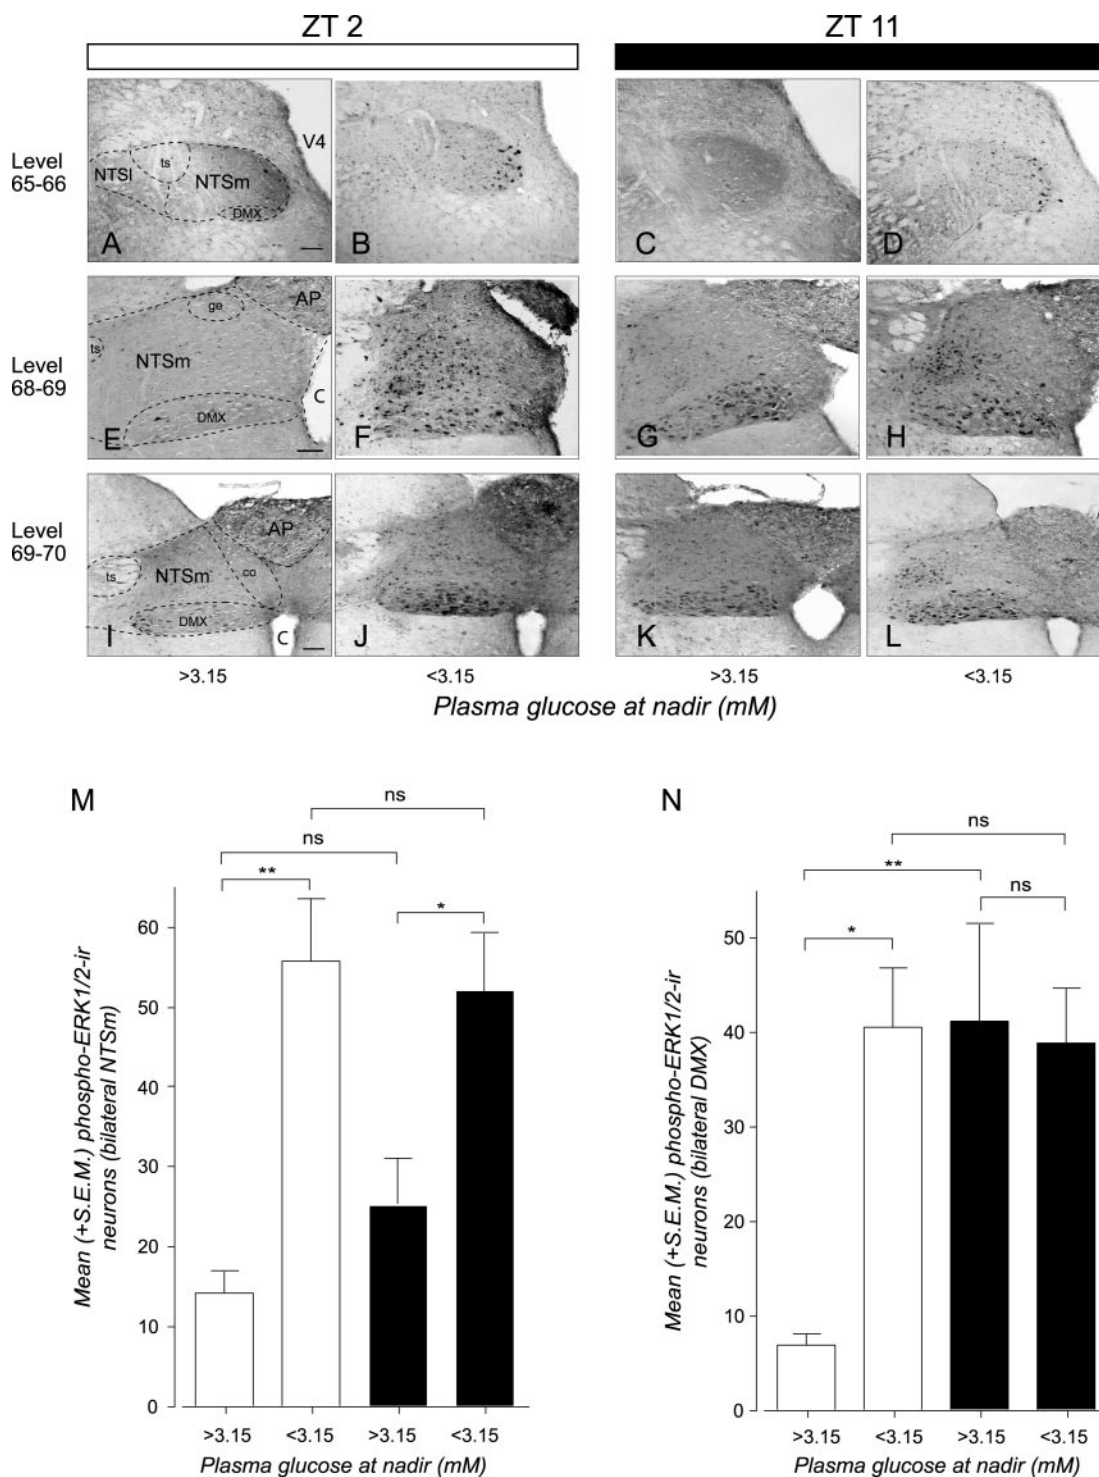 ZT 2
ZT 11
Level
65-66
NTSl
ts
NTSm
DMX
V4
A
B
C
D
Level
68-69
ge
AP
ts
NTSm
C
DMX
E
F
G
H
Level
69-70
AP
ts
NTSm
co
DMX
C
I
J
K
L
>3.15
<3.15
>3.15
<3.15
Plasma glucose at nadir (mM)
M
ns
ns
**
*
Mean (+S.E.M.) phospho-ERK1/2-ir
neurons (bilateral NTSm)
60
50
40
30
20
10
0
>3.15
<3.15
>3.15
<3.15
Plasma glucose at nadir (mM)
N
ns
**
ns
*
Mean (+S.E.M.) phospho-ERK1/2-ir
neurons (bilateral DMX)
50
40
30
20
10
0
>3.15
<3.15
>3.15
<3.15
Plasma glucose at nadir (mM)